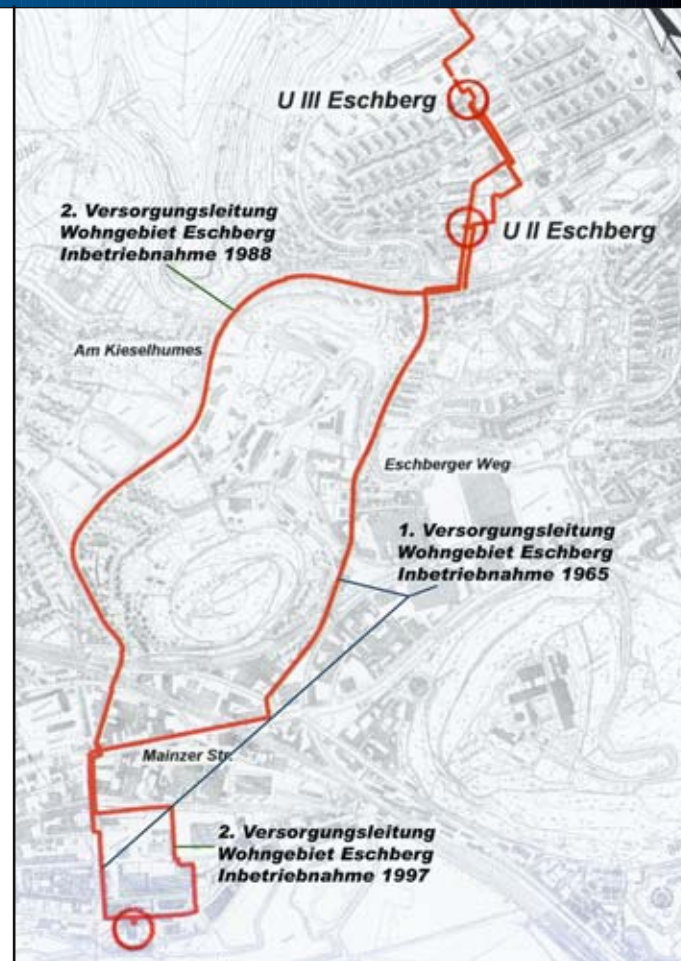 U III Eschberg
2. Versorgungsleitung
Wohngebiet Eschberg
Inbetriebnahme 1988
U II Eschberg
Am Kieselhumes
Eschberger Weg
1. Versorgungsleitung
Wohngebiet Eschberg
Inbetriebnahme 1965
Mainzer Str.
2. Versorgungsleitung
Wohngebiet Eschberg
Inbetriebnahme 1997